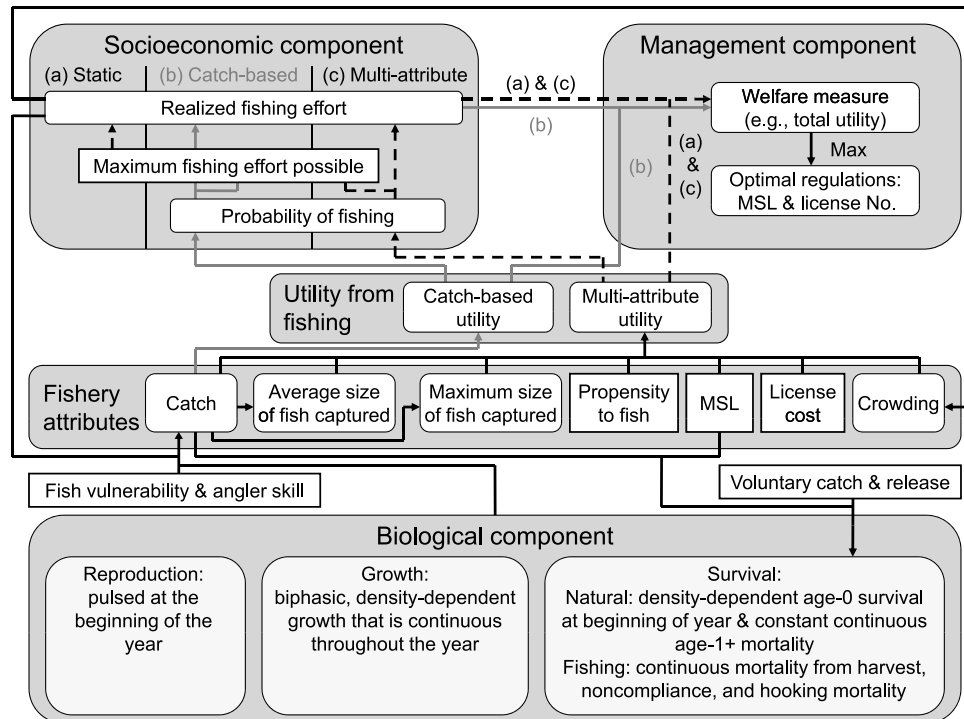 Socioeconomic component
Management component
(a) Static
(b) Catch-based
(c) Multi-attribute
Realized fishing effort
(a) & (c)
(b)
Welfare measure
(e.g., total utility)
Maximum fishing effort possible
(b)
(a)
&
(c)
Max
Optimal regulations:
MSL & license No.
Probability of fishing
Utility from
fishing
Catch-based
utility
Multi-attribute
utility
Fishery
attributes
Catch
Average size
of fish captured
Maximum size
of fish captured
Propensity
to fish
MSL
License
cost
Crowding
Fish vulnerability & angler skill
Voluntary catch & release
Biological component
Reproduction:
pulsed at the
beginning of the
year
Growth:
biphasic, density-dependent
growth that is continuous
throughout the year
Survival:
Natural: density-dependent age-0 survival
at beginning of year & constant continuous
age-1+ mortality
Fishing: continuous mortality from harvest,
noncompliance, and hooking mortality